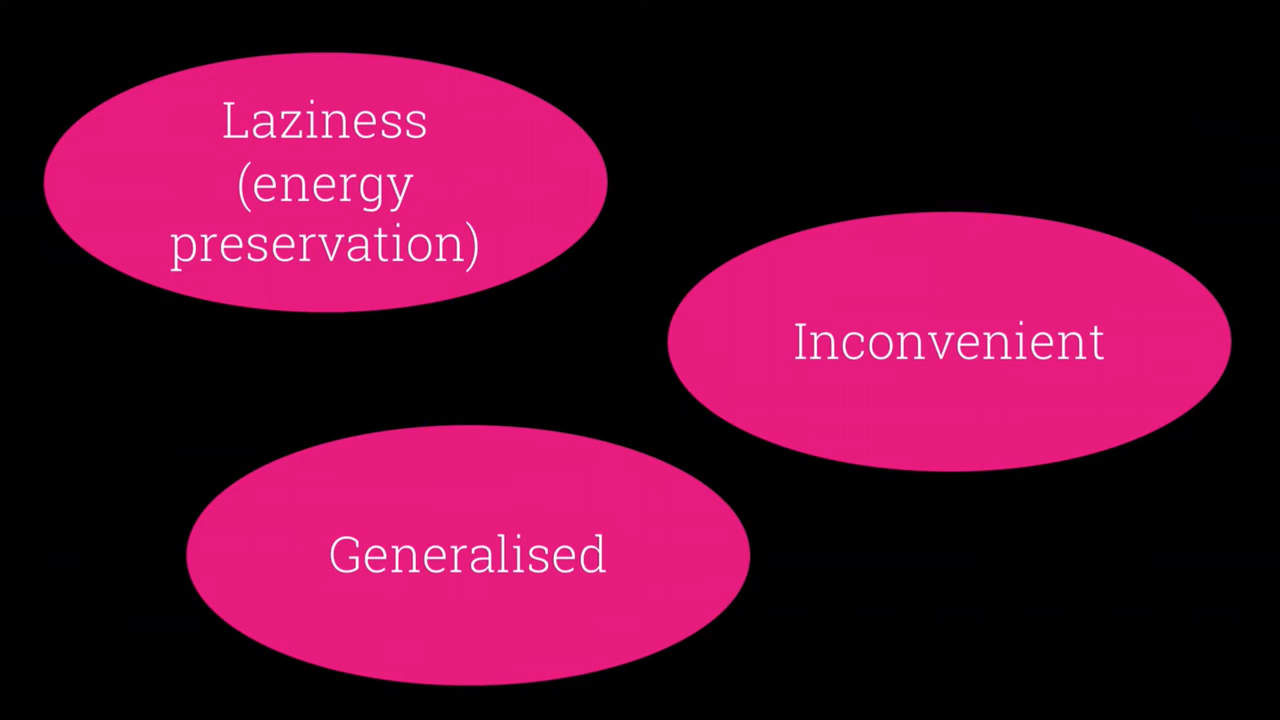 Laziness
(energy
preservation)
Inconvenient
Generalised